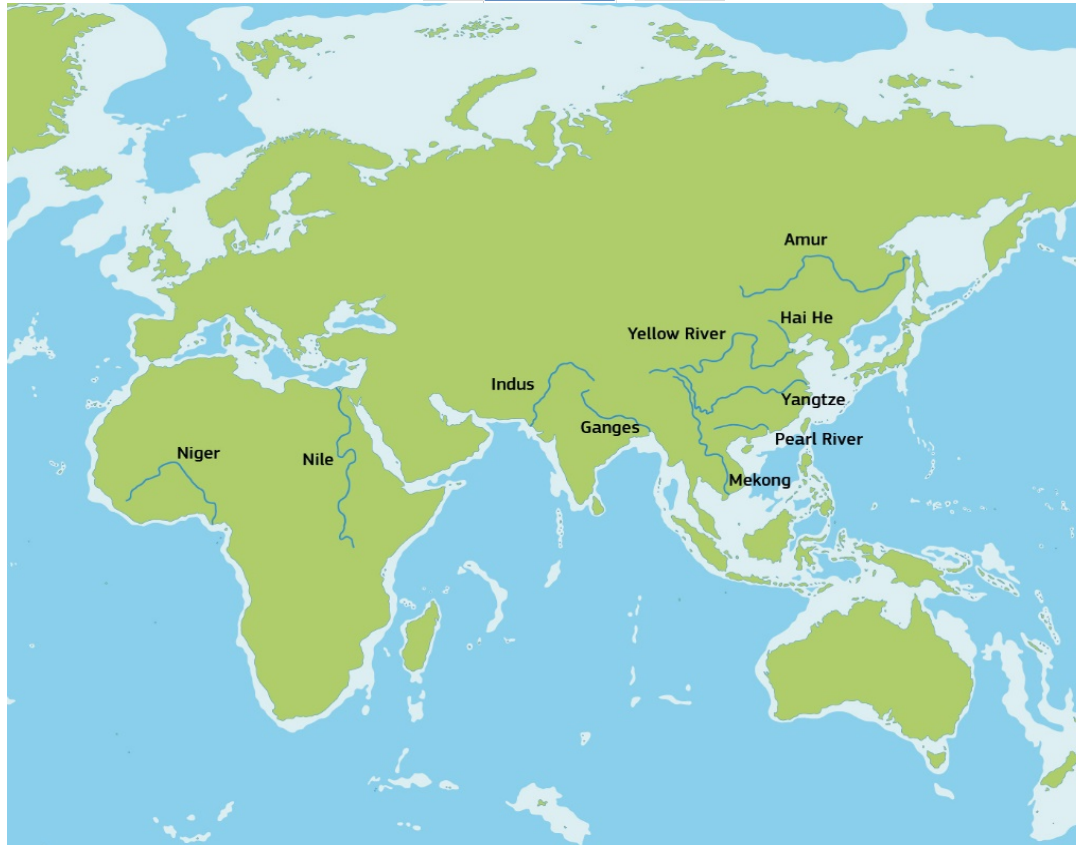 Amur
Hai He
Yellow River
Indus
Yangtze
Ganges
Pearl River
Niger
Nile
Mekong